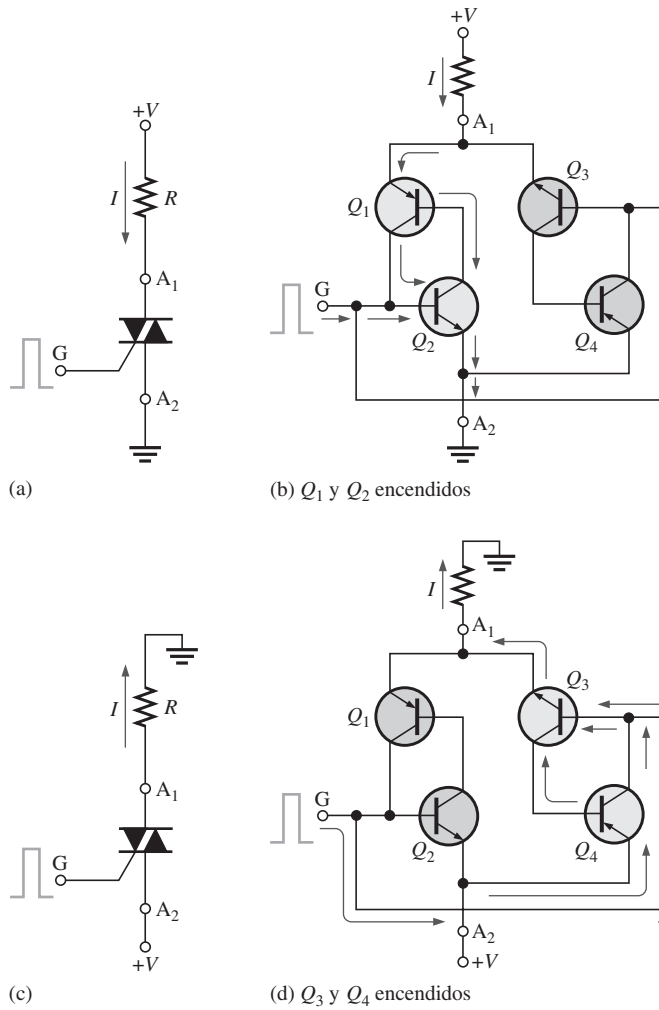 +V
I
R
A1
G
A2
(a)
+V
I
A1
Q1
Q3
G
Q2
Q4
A2
(b) Q1 y Q2 encendidos
I
R
A1
G
A2
+V
(c)
I
A1
Q1
Q3
G
Q2
Q4
A2
+V
(d) Q3 y Q4 encendidos